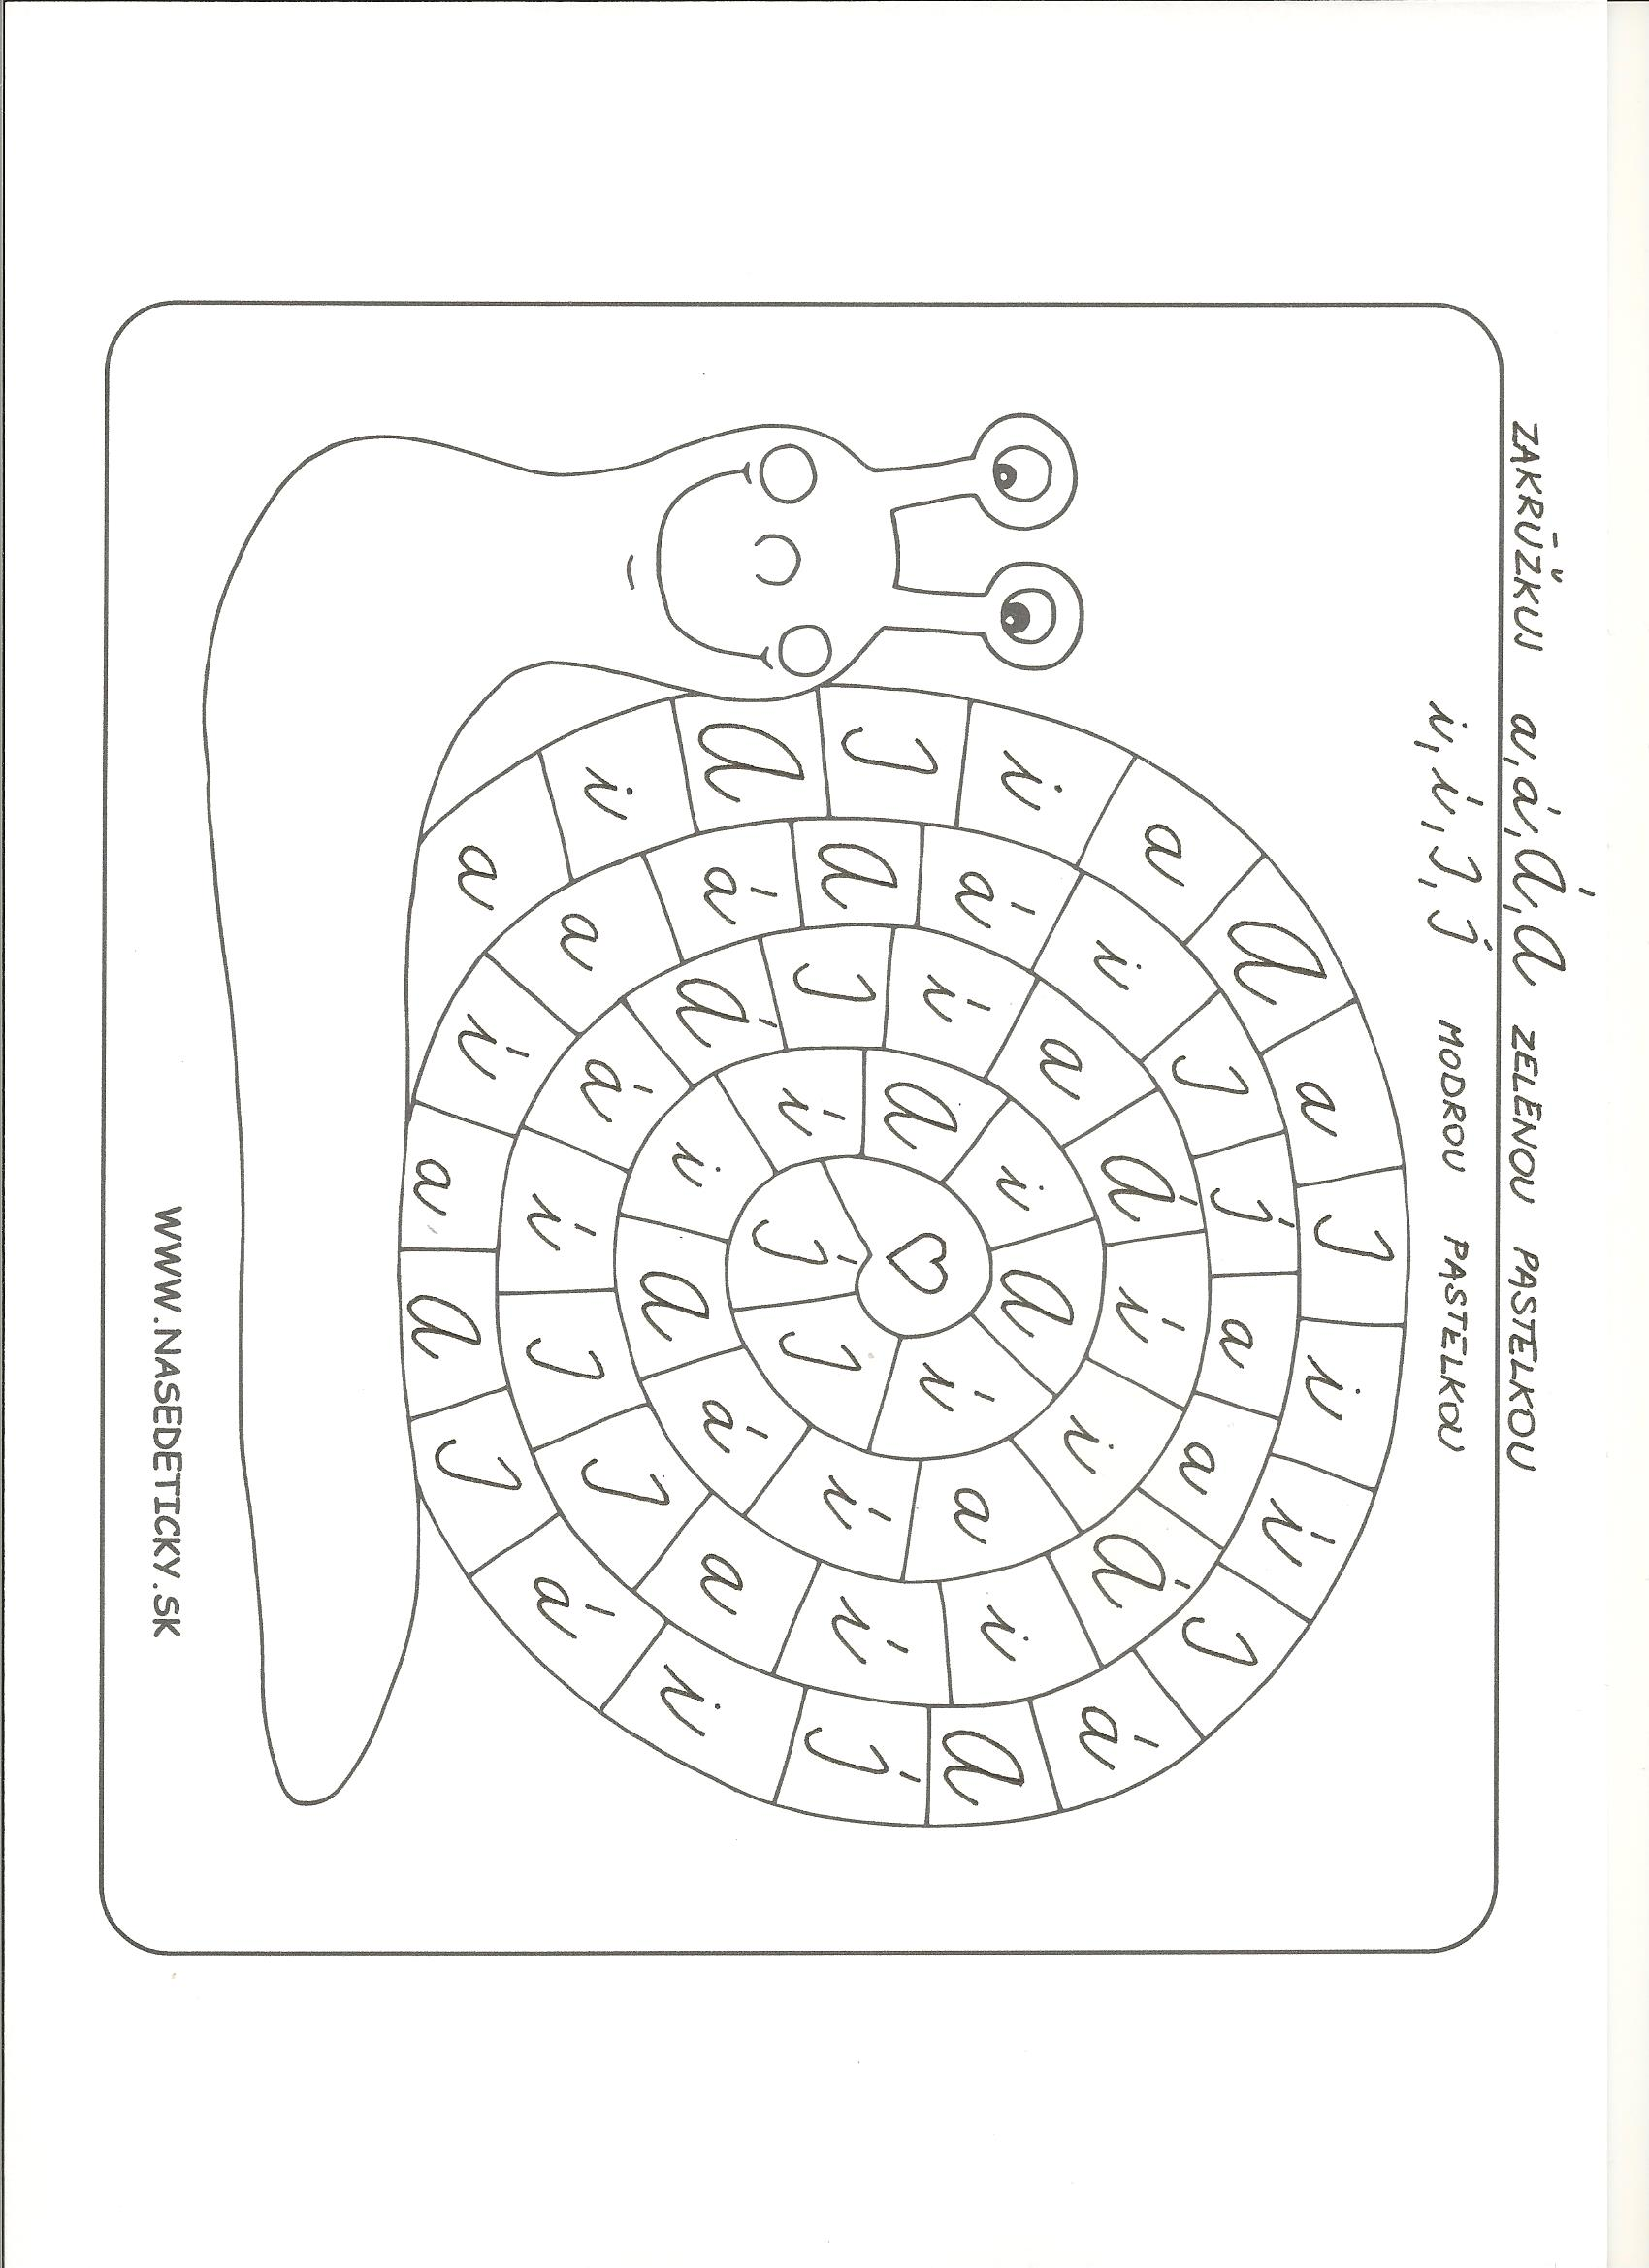 ZAKRÚŽKUJ a, á, Á, A ZELENOU PASTELKOU
i, í, I, Í MODROU PASTELKOU
a
i
A
I
i
a
A
a
I
i
í
I
á
A
Í
i
á
I
A
a
í
a
á
A
á
i
I
Í
a
a
Á
i
í
a
I
I
í
á
Á
I
í
a
Á
í
i
a
í
á
A
i
í
A
i
A
í
I
Í
WWW.NASEDETICKY.SK